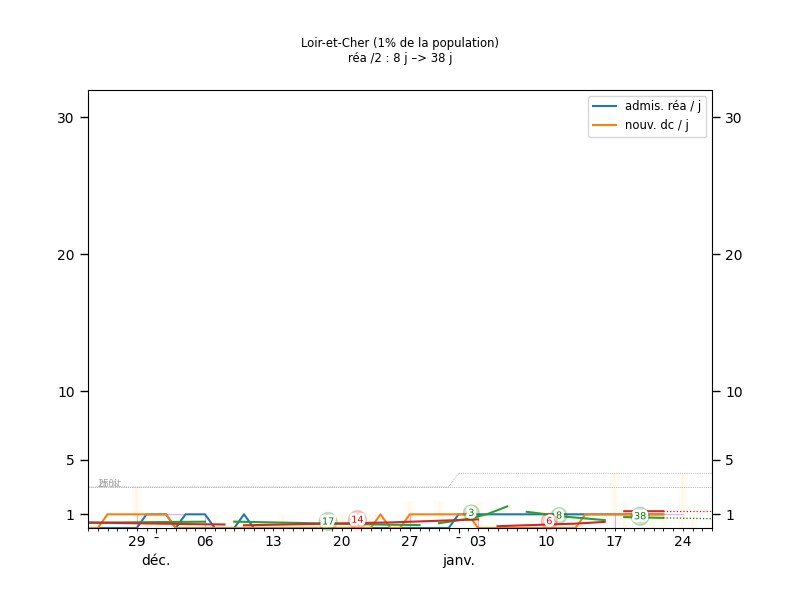 Loir-et-Cher (1% de la population)
réa /2 : 8 j –> 38 j
admis. réa / j
nouv. dc / j
30 30
20 20
10 10
5 5
1 1
17 14 3 6 8 38
29 - 06 13 20 27 - 03 10 17 24
déc. janv.